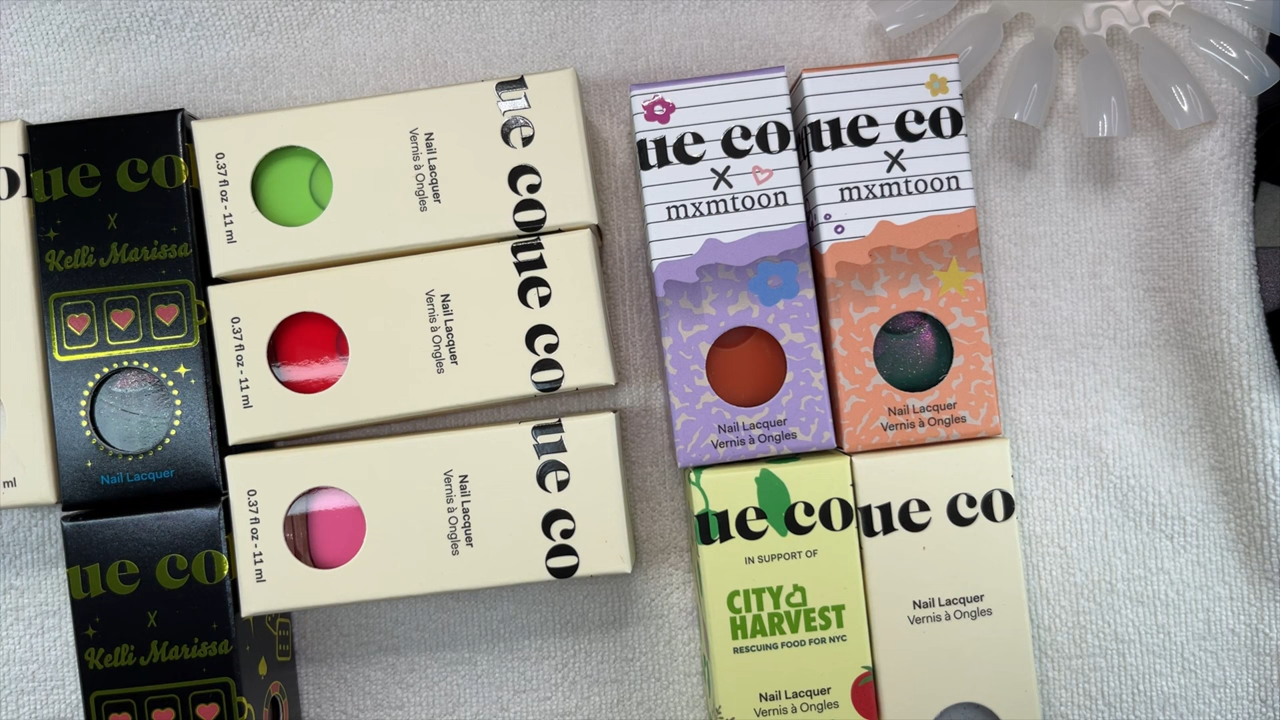 ml
ue co
X
Kelli Marissa
Nail Lacquer
ue co
X
Kelli Marissa
0.37 fl oz - 11 ml
Nail Lacquer
Vernis à Ongles
ue co
0.37 fl oz - 11 ml
Nail Lacquer
Vernis à Ongles
ue co
0.37 fl oz - 11 ml
Nail Lacquer
Vernis à Ongles
ue co
ue co
X
mxmtoon
Nail Lacquer
Vernis à Ongles
ue co
X
mxmtoon
Nail Lacquer
Vernis à Ongles
ue co
IN SUPPORT OF
CITY
HARVEST
RESCUING FOOD FOR NYC
Nail Lacquer
Vernis à Ongles
ue co
Nail Lacquer
Vernis à Ongles